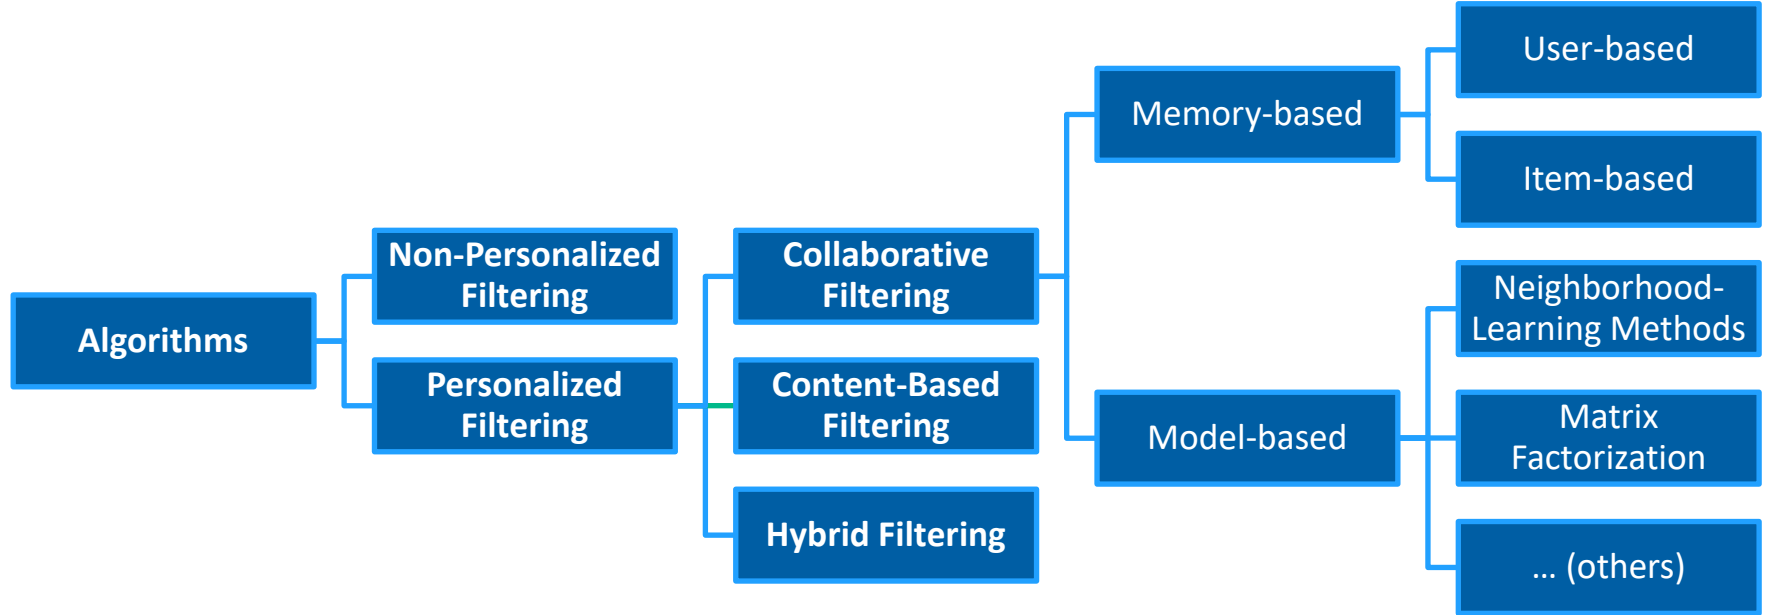 Algorithms
Non-Personalized
Filtering
Personalized
Filtering
Collaborative
Filtering
Content-Based
Filtering
Hybrid Filtering
Memory-based
Model-based
User-based
Item-based
Neighborhood-
Learning Methods
Matrix
Factorization
... (others)